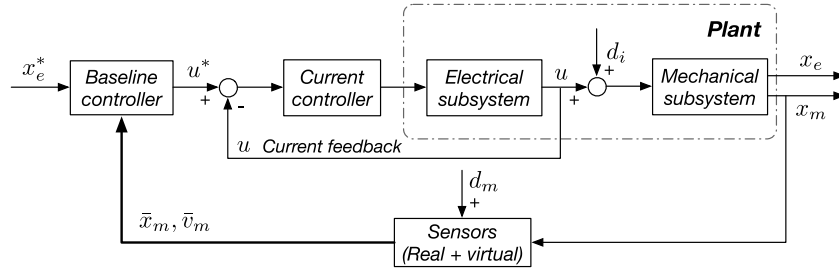 Plant
x_e^*
Baseline
controller
u*
+
-
Current
controller
Electrical
subsystem
u
+
d_i
+
Mechanical
subsystem
x_e
x_m
u Current feedback
d_m
+
x̄_m, v̄_m
Sensors
(Real + virtual)